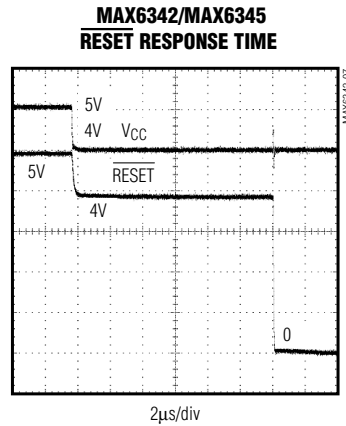 MAX6342/MAX6345
RESET RESPONSE TIME
5V
4V VCC
5V RESET
4V
0
2μs/div